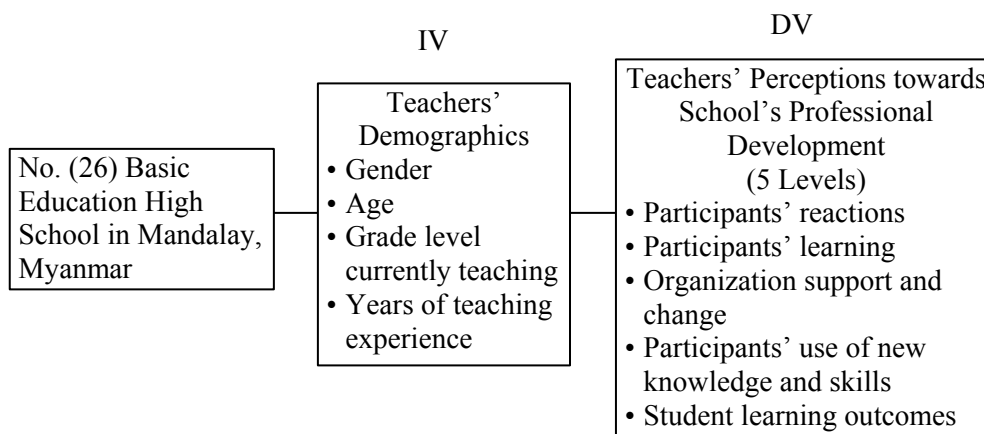 IV
DV
No. (26) Basic
Education High
School in Mandalay,
Myanmar
Teachers’
Demographics
• Gender
• Age
• Grade level
currently teaching
• Years of teaching
experience
Teachers’ Perceptions towards
School’s Professional
Development
(5 Levels)
• Participants’ reactions
• Participants’ learning
• Organization support and
change
• Participants’ use of new
knowledge and skills
• Student learning outcomes